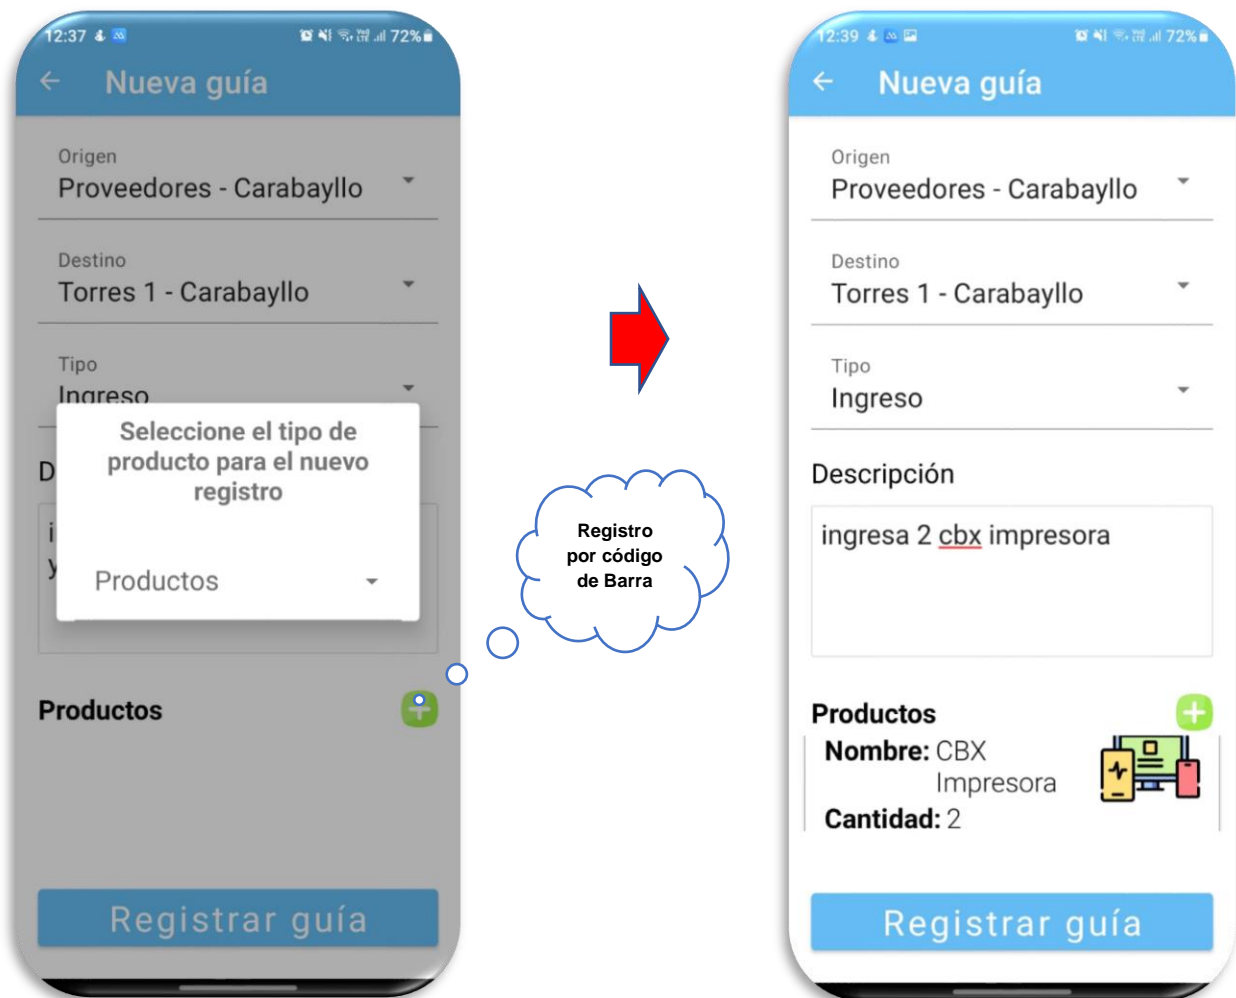 12:37
72%
Nueva guía
Origen
Proveedores - Carabayllo
Destino
Torres 1 - Carabayllo
Tipo
Ingreso
Seleccione el tipo de
producto para el nuevo
registro
D
i
y
Productos
Productos
Registrar guía
Registro
por código
de Barra
12:39
72%
Nueva guía
Origen
Proveedores - Carabayllo
Destino
Torres 1 - Carabayllo
Tipo
Ingreso
Descripción
ingresa 2 cbx impresora
Productos
Nombre: CBX
Impresora
Cantidad: 2
Registrar guía